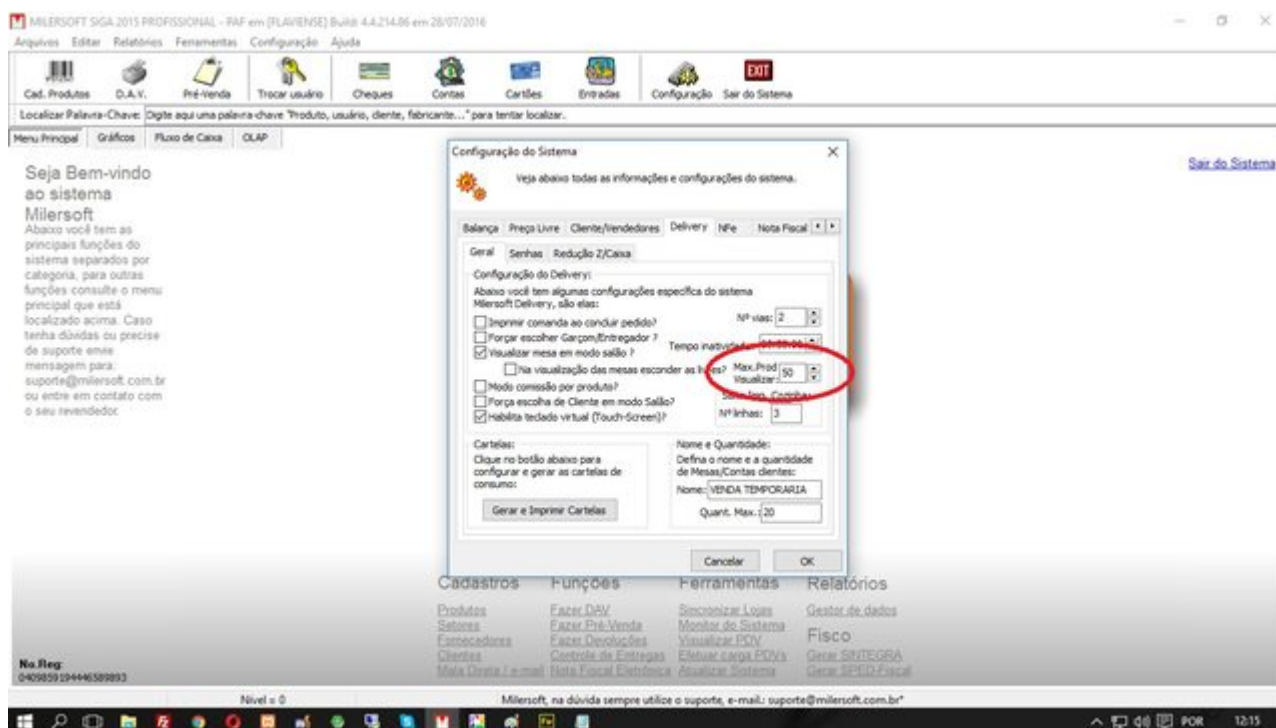 MILERSOFT SIGA 2015 PROFISSIONAL - PAF em [FLAVIENSE] Build: 4.4.214.86 em 28/07/2016
Arquivos Editar Relatórios Ferramentas Configuração Ajuda
Cad. Produtos D.A.V. Pré-Venda Trocar usuário Cheques Contas Cartões Entradas Configuração Sair do Sistema
EXIT
Localizar Palavra-Chave: Digite aqui uma palavra-chave "Produto, usuário, cliente, fabricante..." para tentar localizar.
Menu Principal Gráficos Fluxo de Caixa OLAP
Sair do Sistema
Seja Bem-vindo
ao sistema
Milersoft
Abaixo você tem as
principais funções do
sistema separados por
categoria, para outras
funções consulte o menu
principal que está
localizado acima. Caso
tenha dúvidas ou precise
de suporte envie
mensagem para:
suporte@milersoft.com.br
ou entre em contato com
o seu revendedor.
Configuração do Sistema
Veja abaixo todas as informações e configurações do sistema.
Balança Preço Livre Cliente/Vendedores Delivery NFe Nota Fiscal
Geral Senhas Redução Z/Caixa
Configuração do Delivery:
Abaixo você tem algumas configurações específica do sistema
Milersoft Delivery, são elas:
Imprimir comanda ao concluir pedido?
Nº vias: 2
Forçar escolher Garçom/Entregador ?
Visualizar mesa em modo salão ?
Tempo inatividade:
Na visualização das mesas esconder as livres?
Max.Prod
Visualizar: 50
Modo comissão por produto?
Força escolha de Cliente em modo Salão?
Habilita teclado virtual (Touch-Screen)?
Nº linhas: 3
Cartelas:
Clique no botão abaixo para
configurar e gerar as cartelas de
consumo:
Gerar e Imprimir Cartelas
Nome e Quantidade:
Defina o nome e a quantidade
de Mesas/Contas clientes:
Nome: VENDA TEMPORARIA
Quant. Max.: 20
Cancelar OK
Cadastros Funções Ferramentas Relatórios
Produtos Fazer DAV Sincronizar Lojas Gestor de dados
Setores Fazer Pré-Venda Monitor do Sistema
Fornecedores Fazer Devoluções Visualizar PDV Fisco
Clientes Controle de Entregas Efetuar carga PDVs Gerar SINTEGRA
Mala Direta / e-mail Nota Fiscal Eletrônica Atualizar Sistema Gerar SPED-Fiscal
No.Reg:
0409859194446589893
Nível = 0
Milersoft, na dúvida sempre utilize o suporte, e-mail.: suporte@milersoft.com.br"
POR 12:15